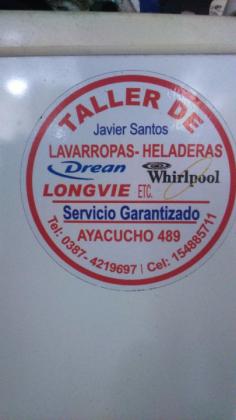 TALLER DE
Javier Santos
LAVARROPAS- HELADERAS
Drean Whirlpool
LONGVIE ETC.
Servicio Garantizado
AYACUCHO 489
Tel: 0387- 4219697 | Cel: 154885711